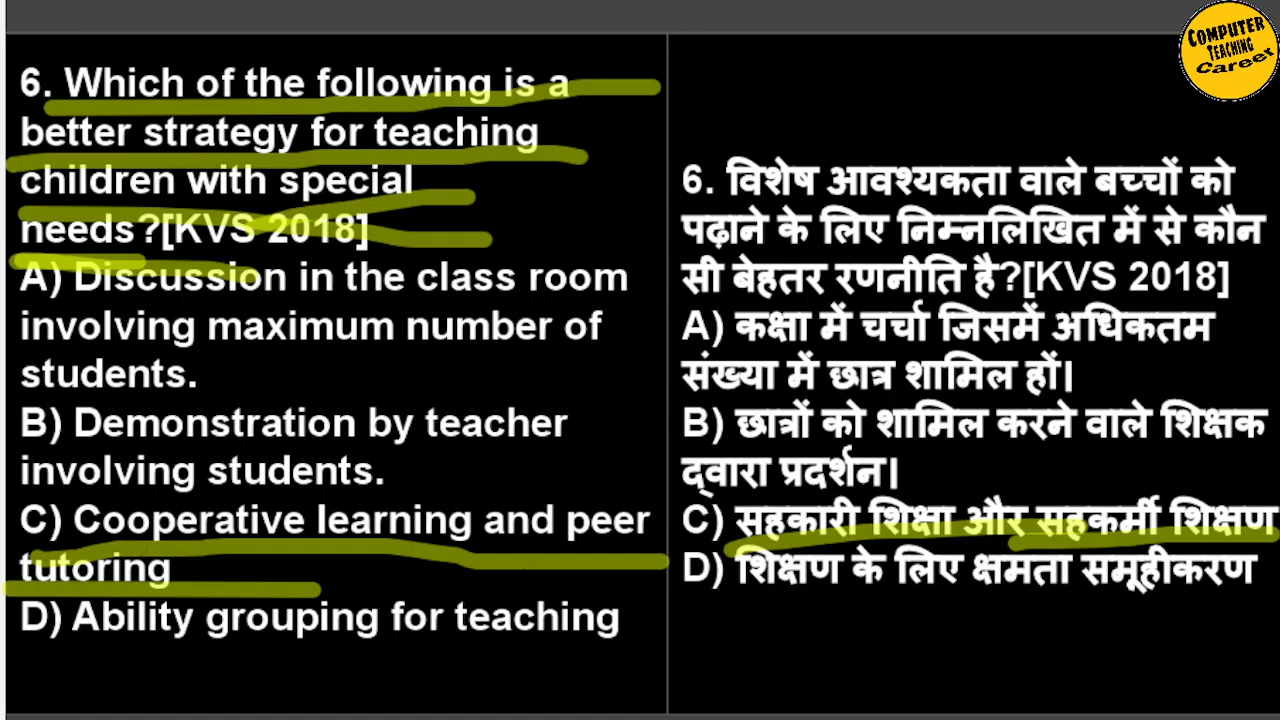 6. Which of the following is a
better strategy for teaching
children with special
needs?[KVS 2018]
A) Discussion in the class room
involving maximum number of
students.
B) Demonstration by teacher
involving students.
C) Cooperative learning and peer
tutoring
D) Ability grouping for teaching
6. विशेष आवश्यकता वाले बच्चों को
पढ़ाने के लिए निम्नलिखित में से कौन
सी बेहतर रणनीति है?[KVS 2018]
A) कक्षा में चर्चा जिसमें अधिकतम
संख्या में छात्र शामिल हों।
B) छात्रों को शामिल करने वाले शिक्षक
द्वारा प्रदर्शन।
C) सहकारी शिक्षा और सहकर्मी शिक्षण
D) शिक्षण के लिए क्षमता समूहीकरण
COMPUTER
TEACHING
Career